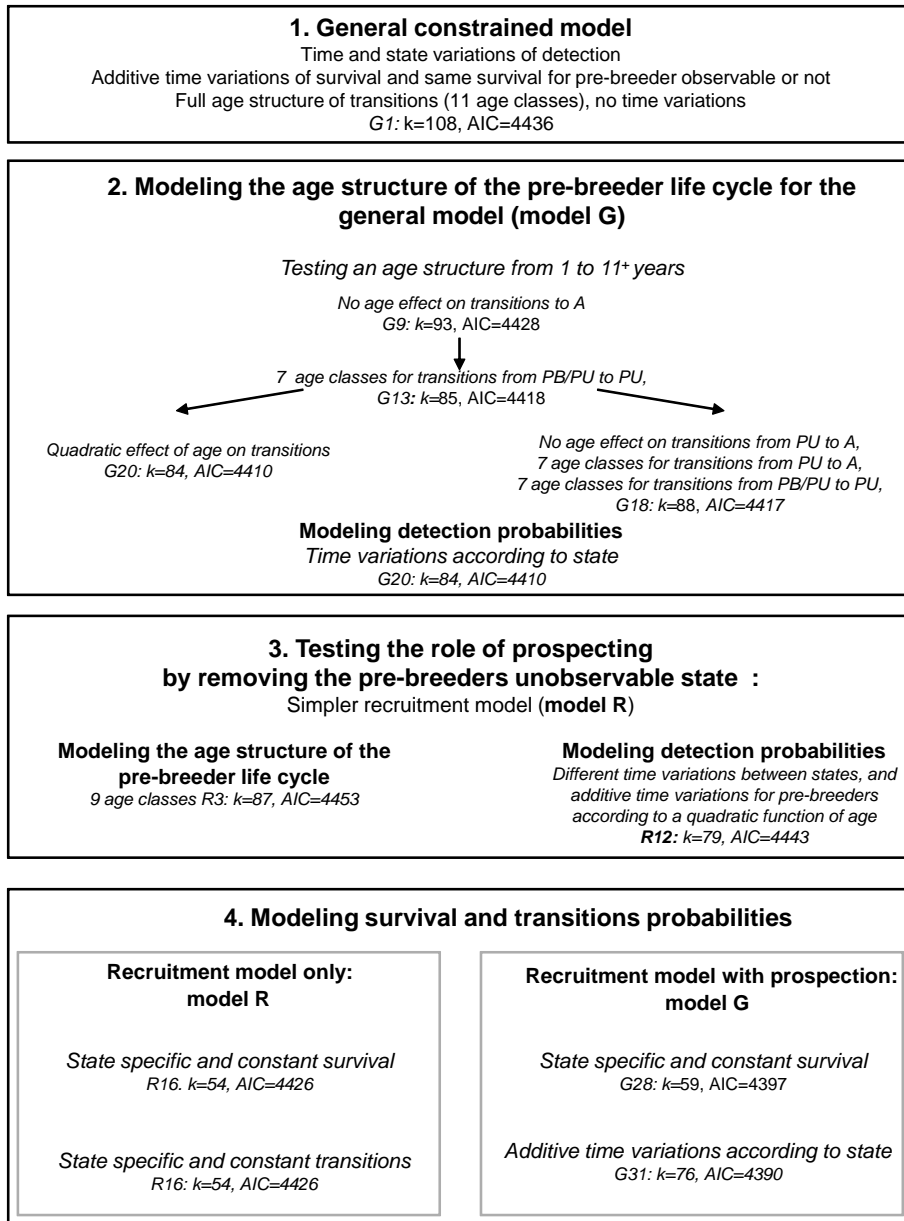 1. General constrained model
Time and state variations of detection
Additive time variations of survival and same survival for pre-breeder observable or not
Full age structure of transitions (11 age classes), no time variations
G1: k=108, AIC=4436
2. Modeling the age structure of the pre-breeder life cycle for the
general model (model G)
Testing an age structure from 1 to 11+ years
No age effect on transitions to A
G9: k=93, AIC=4428
7 age classes for transitions from PB/PU to PU,
G13: k=85, AIC=4418
Quadratic effect of age on transitions
G20: k=84, AIC=4410
No age effect on transitions from PU to A,
7 age classes for transitions from PU to A,
7 age classes for transitions from PB/PU to PU,
G18: k=88, AIC=4417
Modeling detection probabilities
Time variations according to state
G20: k=84, AIC=4410
3. Testing the role of prospecting
by removing the pre-breeders unobservable state :
Simpler recruitment model (model R)
Modeling the age structure of the
pre-breeder life cycle
9 age classes R3: k=87, AIC=4453
Modeling detection probabilities
Different time variations between states, and
additive time variations for pre-breeders
according to a quadratic function of age
R12: k=79, AIC=4443
4. Modeling survival and transitions probabilities
Recruitment model only:
model R
State specific and constant survival
R16. k=54, AIC=4426
State specific and constant transitions
R16: k=54, AIC=4426
Recruitment model with prospection:
model G
State specific and constant survival
G28: k=59, AIC=4397
Additive time variations according to state
G31: k=76, AIC=4390